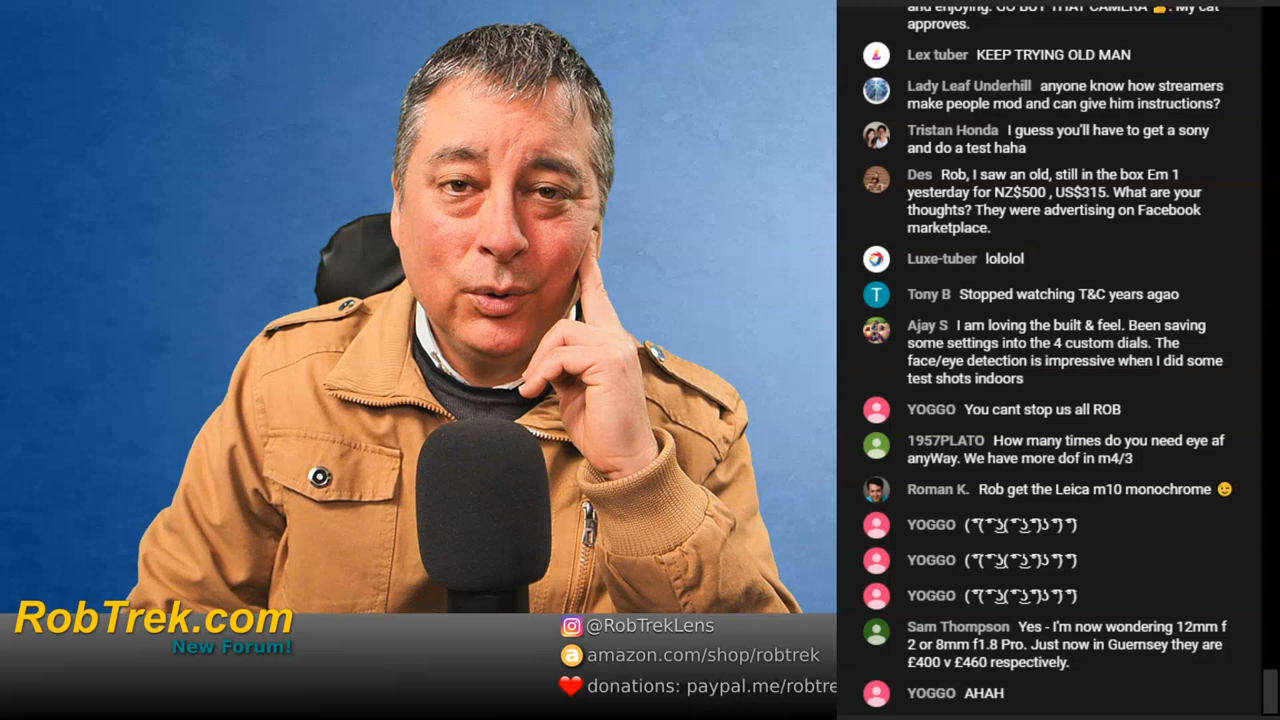 and enjoying. GO BUY THAT CAMERA 👍. My cat
approves.
Lex tuber KEEP TRYING OLD MAN
Lady Leaf Underhill anyone know how streamers
make people mod and can give him instructions?
Tristan Honda I guess you'll have to get a sony
and do a test haha
Des Rob, I saw an old, still in the box Em 1
yesterday for NZ$500 , US$315. What are your
thoughts? They were advertising on Facebook
marketplace.
Luxe-tuber lololol
T
Tony B Stopped watching T&C years agao
Ajay S I am loving the built & feel. Been saving
some settings into the 4 custom dials. The
face/eye detection is impressive when I did some
test shots indoors
YOGGO You cant stop us all ROB
1957PLATO How many times do you need eye af
anyWay. We have more dof in m4/3
Roman K. Rob get the Leica m10 monochrome 😉
YOGGO
YOGGO
YOGGO
Sam Thompson Yes - I'm now wondering 12mm f
2 or 8mm f1.8 Pro. Just now in Guernsey they are
£400 v £460 respectively.
YOGGO AHAH
RobTrek.com
New Forum!
@RobTrekLens
a amazon.com/shop/robtrek
donations: paypal.me/robtre